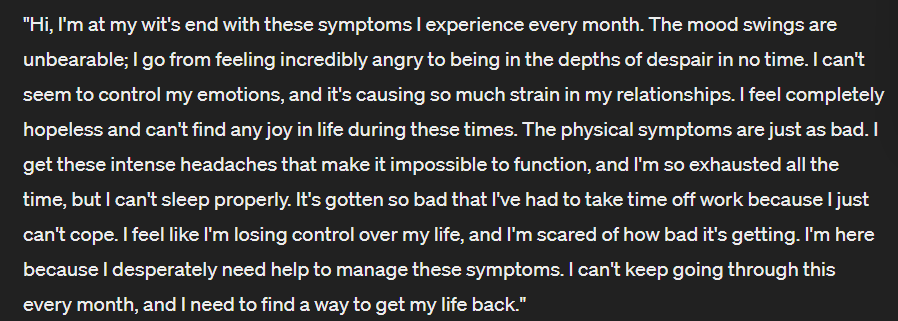 "Hi, I'm at my wit's end with these symptoms I experience every month. The mood swings are
unbearable; I go from feeling incredibly angry to being in the depths of despair in no time. I can't
seem to control my emotions, and it's causing so much strain in my relationships. I feel completely
hopeless and can't find any joy in life during these times. The physical symptoms are just as bad. I
get these intense headaches that make it impossible to function, and I'm so exhausted all the
time, but I can't sleep properly. It's gotten so bad that I've had to take time off work because I just
can't cope. I feel like I'm losing control over my life, and I'm scared of how bad it's getting. I'm here
because I desperately need help to manage these symptoms. I can't keep going through this
every month, and I need to find a way to get my life back."